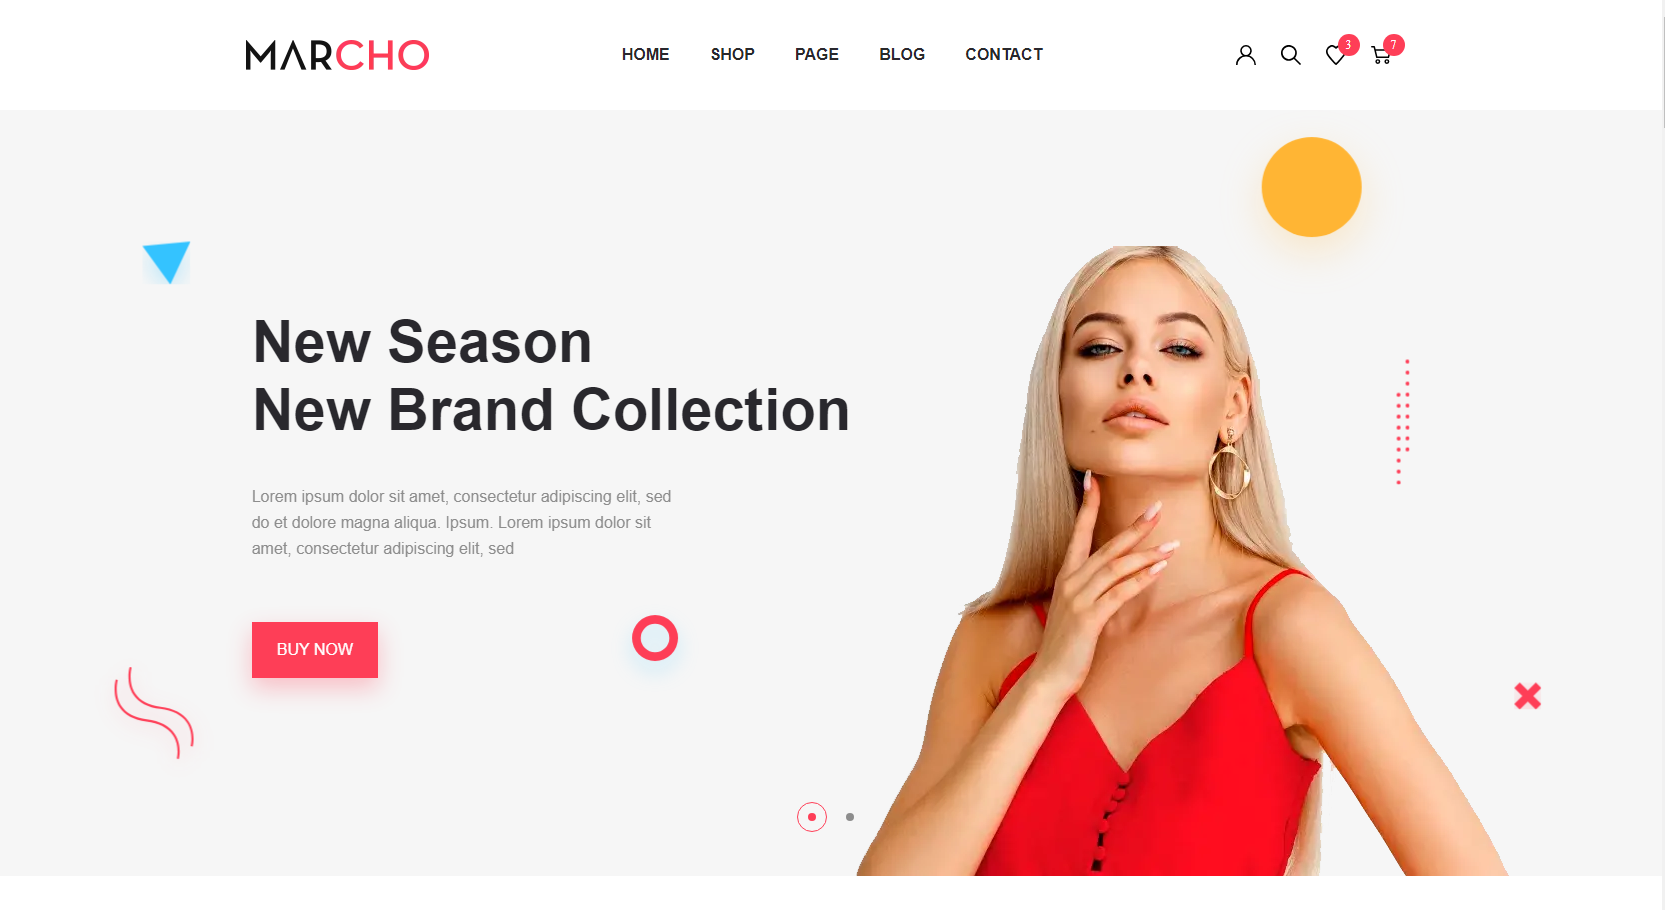 MARCHO
HOME SHOP PAGE BLOG CONTACT
3 7
New Season
New Brand Collection
Lorem ipsum dolor sit amet, consectetur adipiscing elit, sed
do et dolore magna aliqua. Ipsum. Lorem ipsum dolor sit
amet, consectetur adipiscing elit, sed
BUY NOW